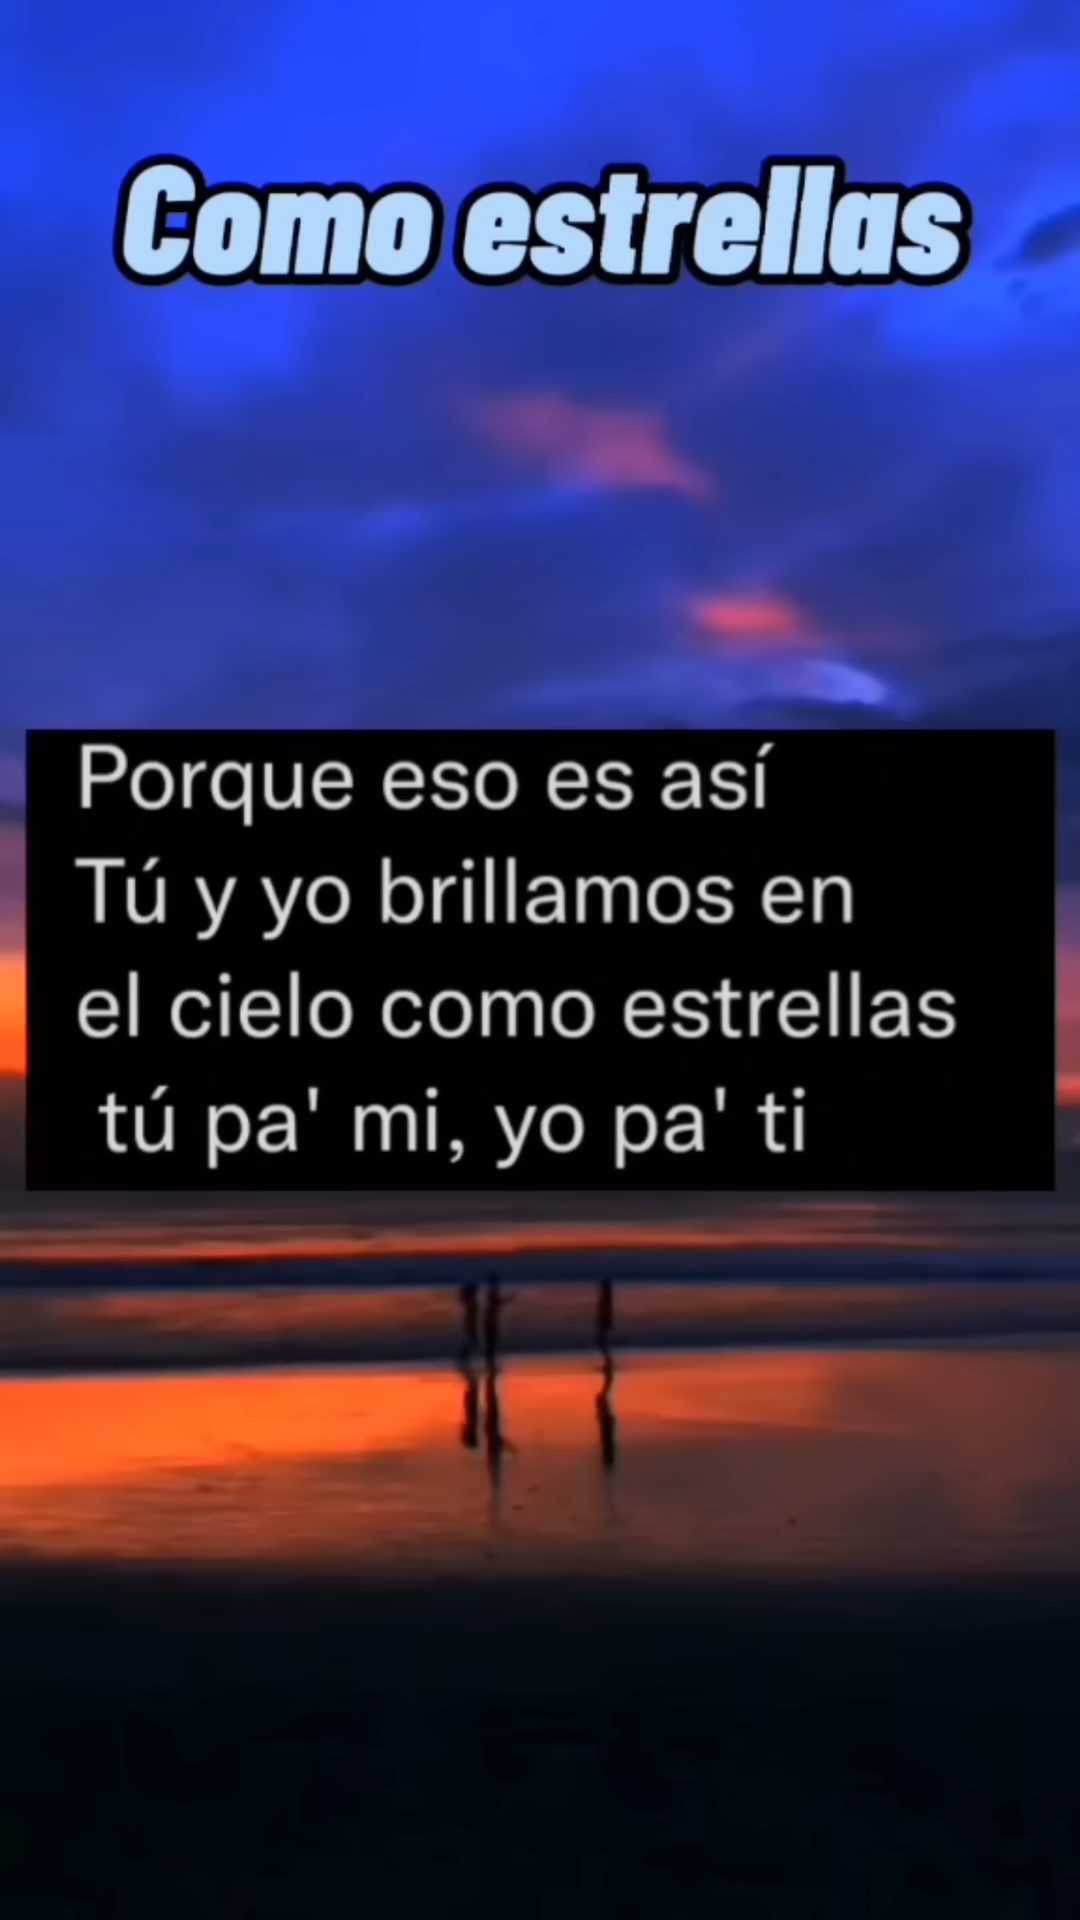 Como estrellas
Porque eso es así
Tú y yo brillamos en
el cielo como estrellas
tú pa' mi, yo pa' ti